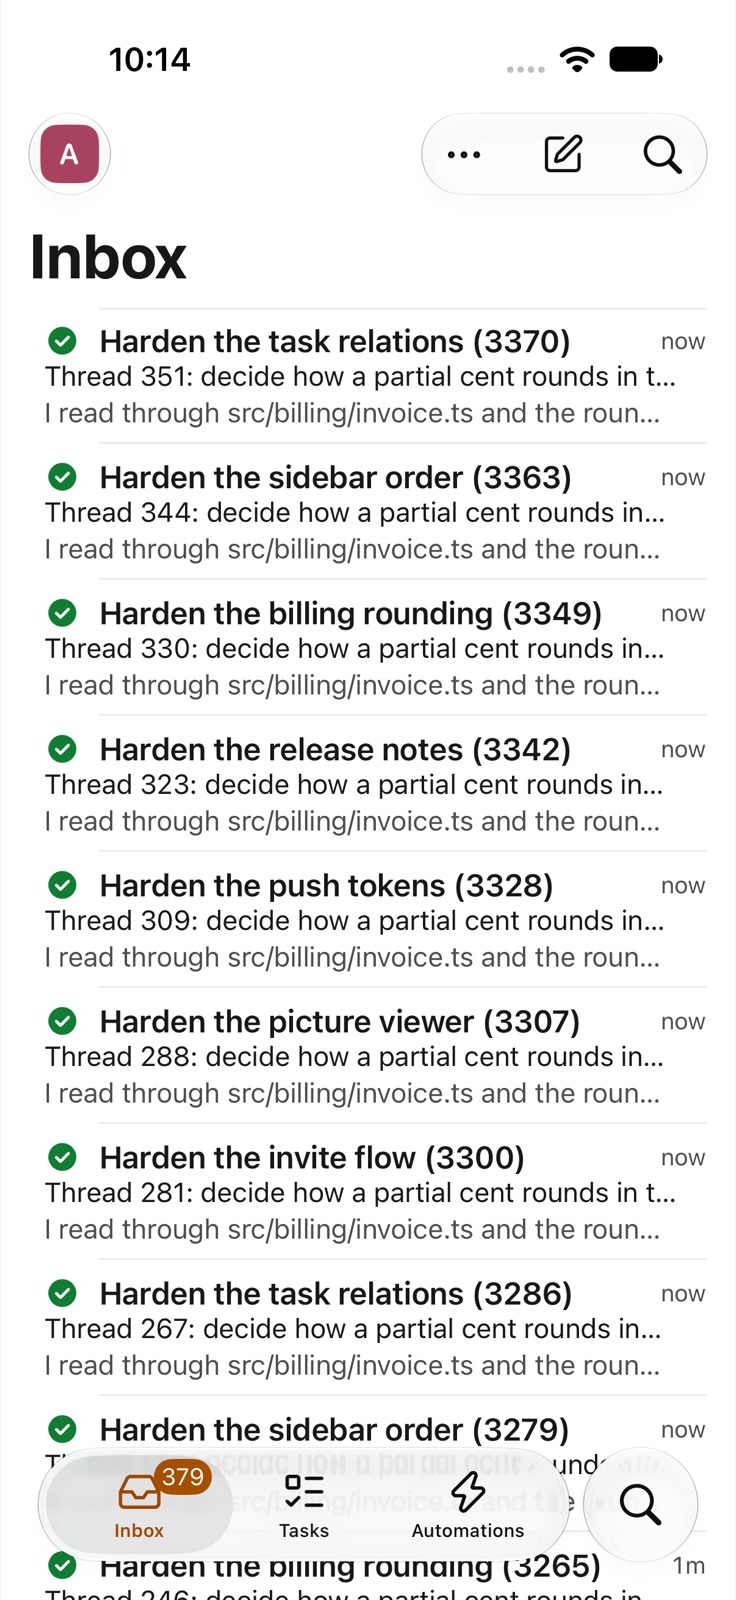 10:14
A
Inbox
Harden the task relations (3370) now
Thread 351: decide how a partial cent rounds in t...
I read through src/billing/invoice.ts and the roun...
Harden the sidebar order (3363) now
Thread 344: decide how a partial cent rounds in...
I read through src/billing/invoice.ts and the roun...
Harden the billing rounding (3349) now
Thread 330: decide how a partial cent rounds in...
I read through src/billing/invoice.ts and the roun...
Harden the release notes (3342) now
Thread 323: decide how a partial cent rounds in...
I read through src/billing/invoice.ts and the roun...
Harden the push tokens (3328) now
Thread 309: decide how a partial cent rounds in...
I read through src/billing/invoice.ts and the roun...
Harden the picture viewer (3307) now
Thread 288: decide how a partial cent rounds in...
I read through src/billing/invoice.ts and the roun...
Harden the invite flow (3300) now
Thread 281: decide how a partial cent rounds in t...
I read through src/billing/invoice.ts and the roun...
Harden the task relations (3286) now
Thread 267: decide how a partial cent rounds in...
I read through src/billing/invoice.ts and the roun...
Harden the sidebar order (3279) now
379
Inbox Tasks Automations
Harden the billing rounding (3265) 1m
Thread 246: decide how a partial cent rounds in